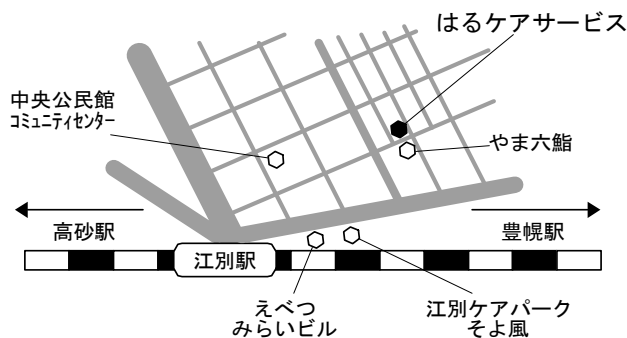 はるケアサービス
中央公民館
コミュニティセンター
やま六鮨
高砂駅
豊幌駅
江別駅
えべつ
みらいビル
江別ケアパーク
そよ風